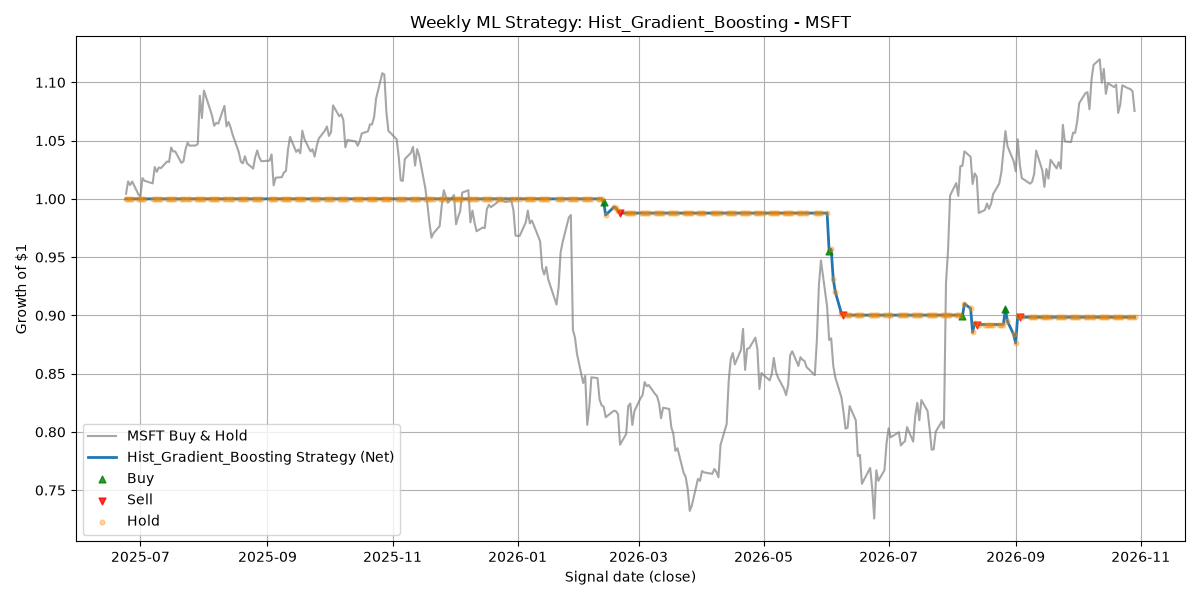 Weekly ML Strategy: Hist_Gradient_Boosting - MSFT
Growth of $1
1.10
1.05
1.00
0.95
0.90
0.85
0.80
0.75
MSFT Buy & Hold
Hist_Gradient_Boosting Strategy (Net)
Buy
Sell
Hold
2025-07 2025-09 2025-11 2026-01 2026-03 2026-05 2026-07 2026-09 2026-11
Signal date (close)